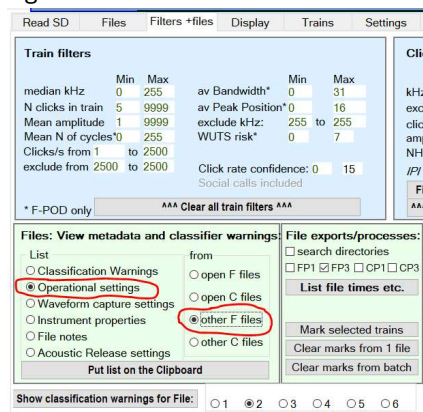 Read SD Files Filters +files Display Trains Settings
Train filters
Min Max Min Max
median kHz 0 255 av Bandwidth* 0 31
N clicks in train 5 9999 av Peak Position* 0 16
Mean amplitude 1 9999 exclude kHz: 255 to 255
Mean N of cycles* 0 255 WUTS risk* 0 7
Clicks/s from 1 to 2500
exclude from 2500 to 2500 Click rate confidence: 0 15
Social calls included
* F-POD only ^^^ Clear all train filters ^^^
Cli
kHz
exc
clic
amp
NH
IPI
Files: View metadata and classifier warnings:
List from
Classification Warnings open F files
Operational settings open C files
Waveform capture settings
Instrument properties other F files
File notes other C files
Acoustic Release settings
Put list on the Clipboard
File exports/processes:
search directories
FP1 FP3 CP1 CP3
List file times etc.
Mark selected trains
Clear marks from 1 file
Clear marks from batch
Show classification warnings for File: 1 2 3 4 5 6